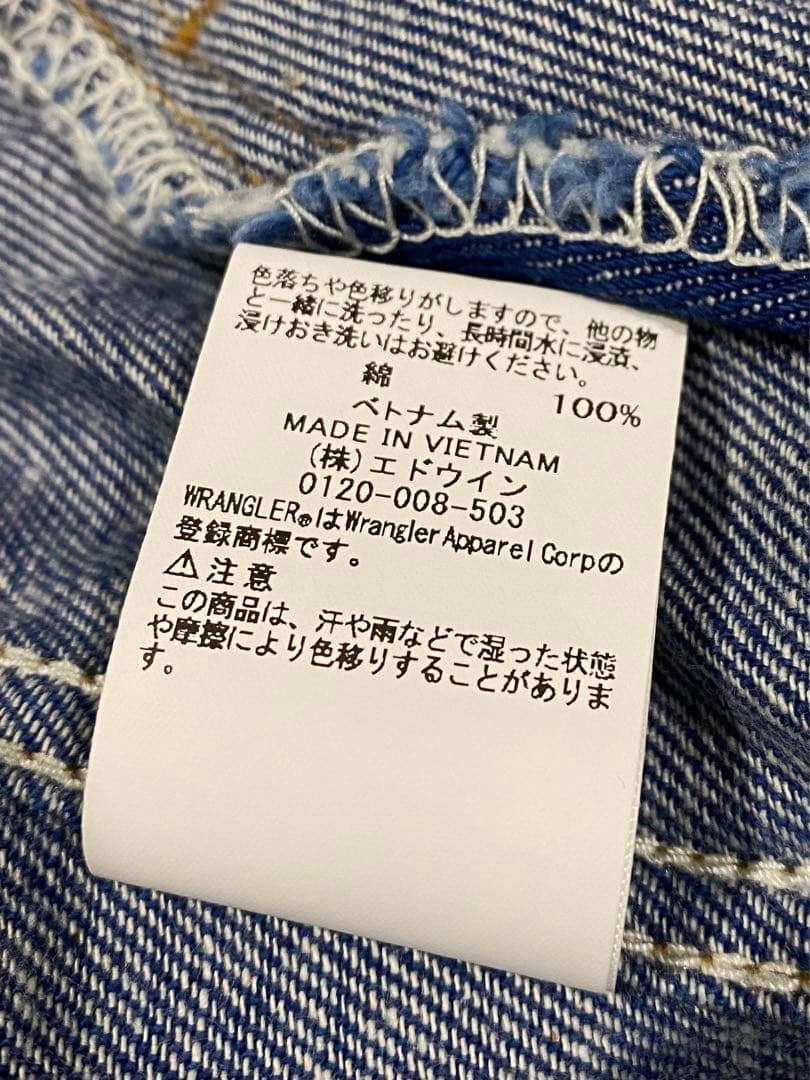 色落ちや色移りがしますので、他の物
と一緒に洗ったり、長時間水に浸漬、
浸けおき洗いはお避けください。
綿 100%
ベトナム製
MADE IN VIETNAM
(株)エドウイン
0120-008-503
WRANGLER®はWrangler Apparel Corpの
登録商標です。
⚠注意
この商品は、汗や雨などで湿った状態
や摩擦により色移りすることがありま
す。